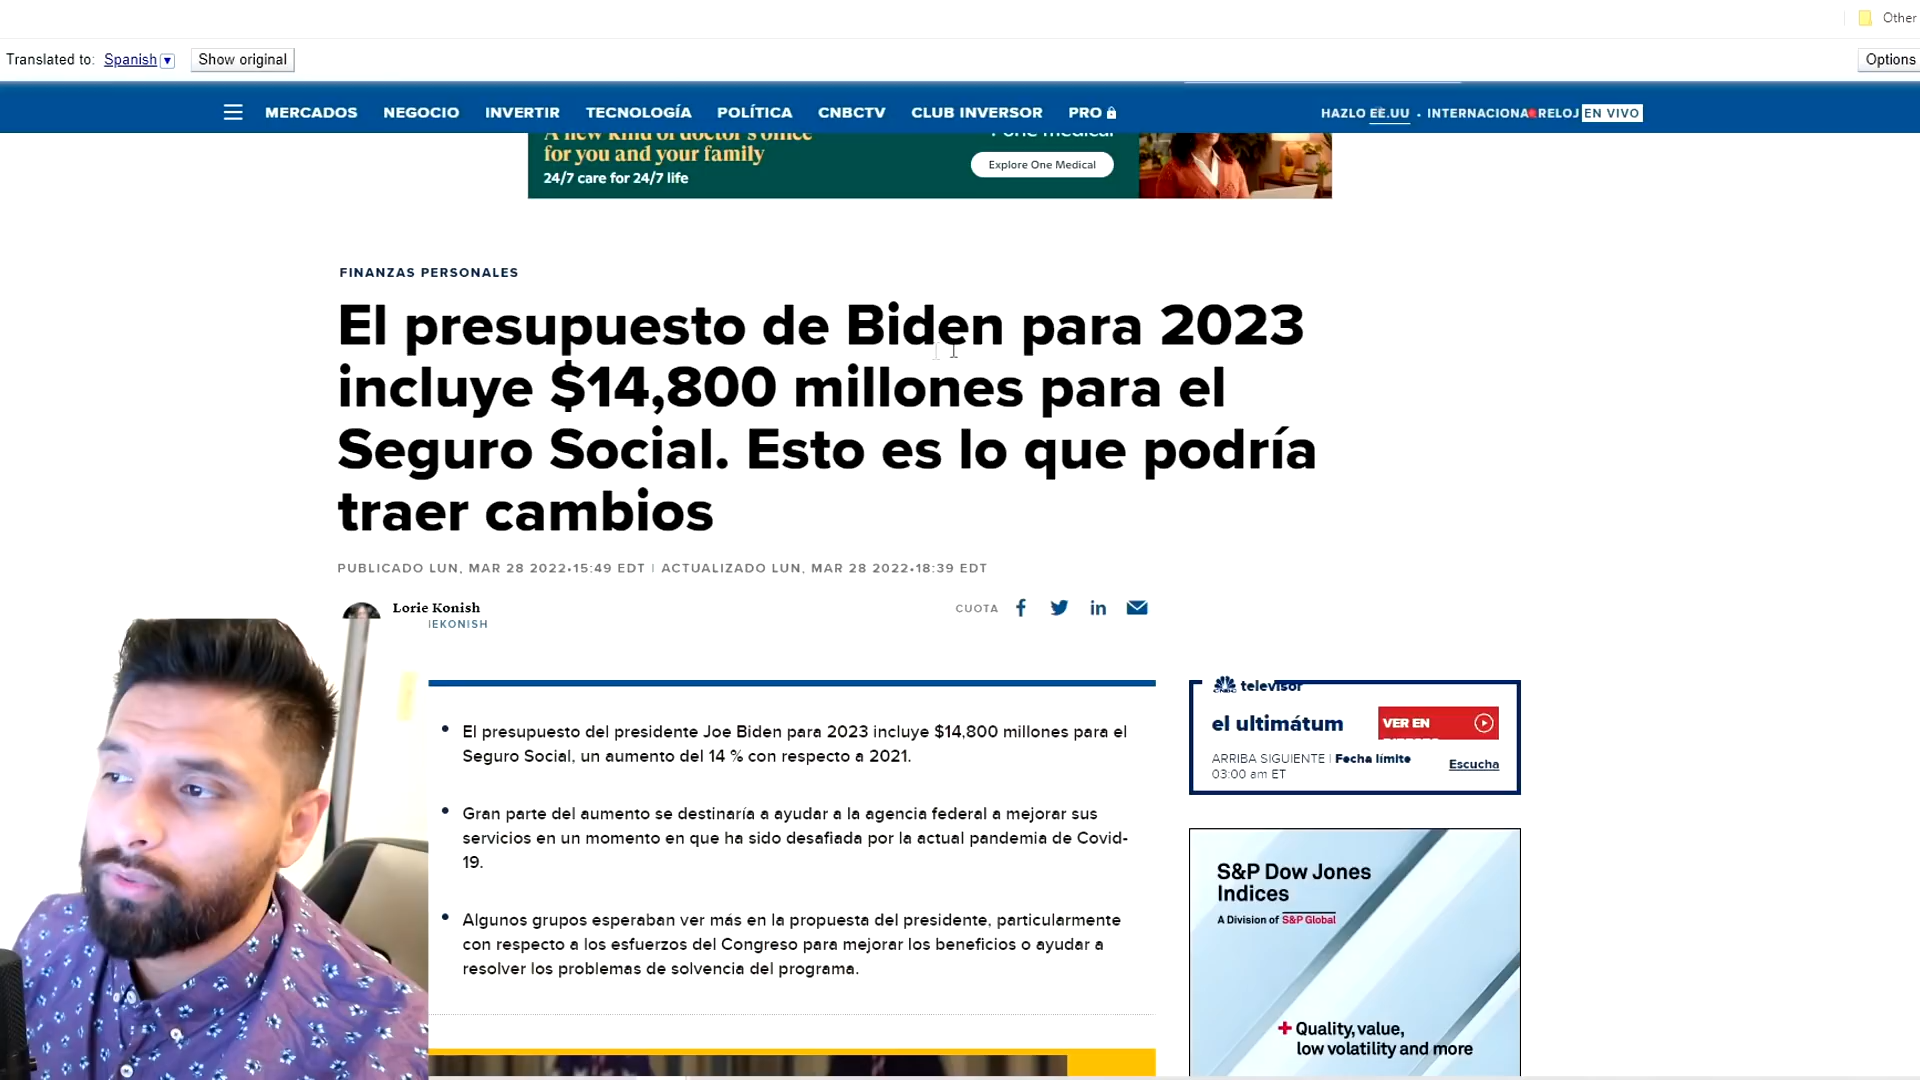 Other
Translated to: Spanish Show original Options
MERCADOS NEGOCIO INVERTIR TECNOLOGÍA POLÍTICA CNBCTV CLUB INVERSOR PRO HAZLO EE.UU • INTERNACIONA RELOJ EN VIVO
A new kind of doctor's office
for you and your family
one medical
Explore One Medical
24/7 care for 24/7 life
FINANZAS PERSONALES
El presupuesto de Biden para 2023
incluye $14,800 millones para el
Seguro Social. Esto es lo que podría
traer cambios
PUBLICADO LUN, MAR 28 2022•15:49 EDT | ACTUALIZADO LUN, MAR 28 2022•18:39 EDT
Lorie Konish
IEKONISH
CUOTA
El presupuesto del presidente Joe Biden para 2023 incluye $14,800 millones para el
Seguro Social, un aumento del 14 % con respecto a 2021.
Gran parte del aumento se destinaría a ayudar a la agencia federal a mejorar sus
servicios en un momento en que ha sido desafiada por la actual pandemia de Covid-
19.
Algunos grupos esperaban ver más en la propuesta del presidente, particularmente
con respecto a los esfuerzos del Congreso para mejorar los beneficios o ayudar a
resolver los problemas de solvencia del programa.
CNBC televisor
el ultimátum
VER EN
ARRIBA SIGUIENTE | Fecha límite
03:00 am ET
Escucha
S&P Dow Jones
Indices
A Division of S&P Global
+ Quality, value,
low volatility and more